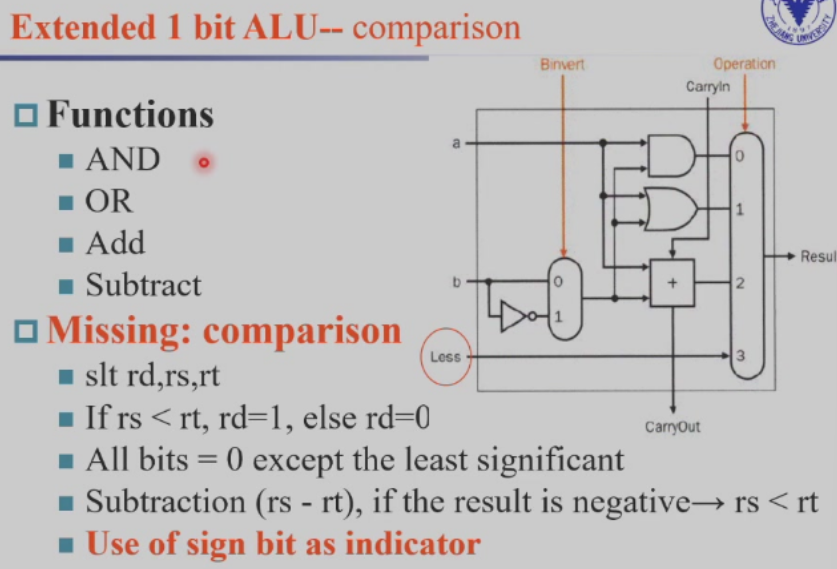 Extended 1 bit ALU-- comparison
Functions
AND
OR
Add
Subtract
Missing: comparison
slt rd,rs,rt
If rs < rt, rd=1, else rd=0
All bits = 0 except the least significant
Subtraction (rs - rt), if the result is negative→ rs < rt
Use of sign bit as indicator
Binvert
Operation
CarryIn
a
0
1
b
0
+
2
Resul
1
Less
3
CarryOut